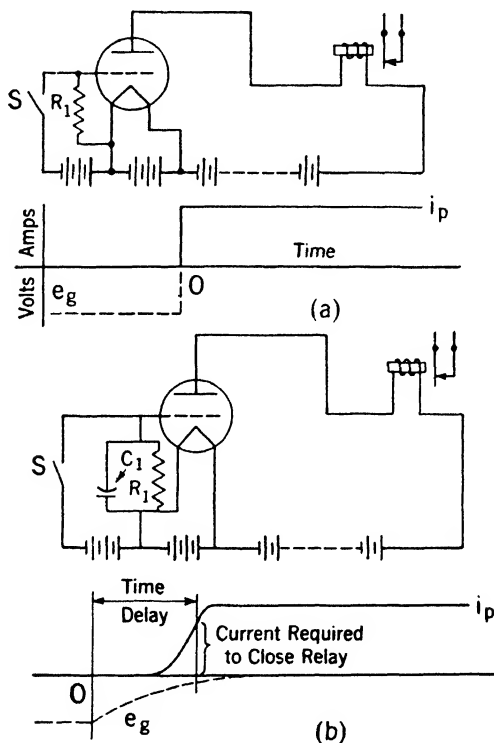 S
R1
Amps
Volts
ip
Time
eg
O
(a)
S
C1
R1
Time
Delay
ip
Current Required
to Close Relay
O
eg
(b)